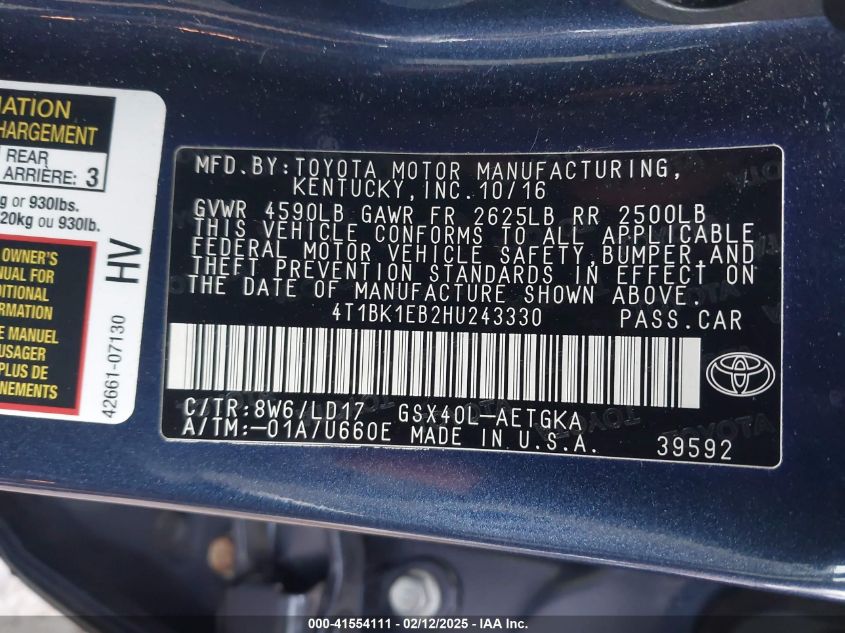 MATION
HARGEMENT
REAR
ARRIÈRE: 3
g or 930lbs.
20kg ou 930lb.
OWNER'S
NUAL FOR
DITIONAL
FORMATION
E MANUEL
USAGER
PLUS DE
NEMENTS
HV
42661-07130
MFD.BY:TOYOTA MOTOR MANUFACTURING,
KENTUCKY,INC.10/16
GVWR 4590LB GAWR FR 2625LB RR 2500LB
THIS VEHICLE CONFORMS TO ALL APPLICABLE
FEDERAL MOTOR VEHICLE SAFETY,BUMPER,AND
THEFT PREVENTION STANDARDS IN EFFECT ON
THE DATE OF MANUFACTURE SHOWN ABOVE.
4T1BK1EB2HU243330 PASS.CAR
C/TR:8W6/LD17 GSX40L-AETGKA
A/TM:-01A/U660E MADE IN U.S.A. 39592
000-41554111 - 02/12/2025 - IAA Inc.